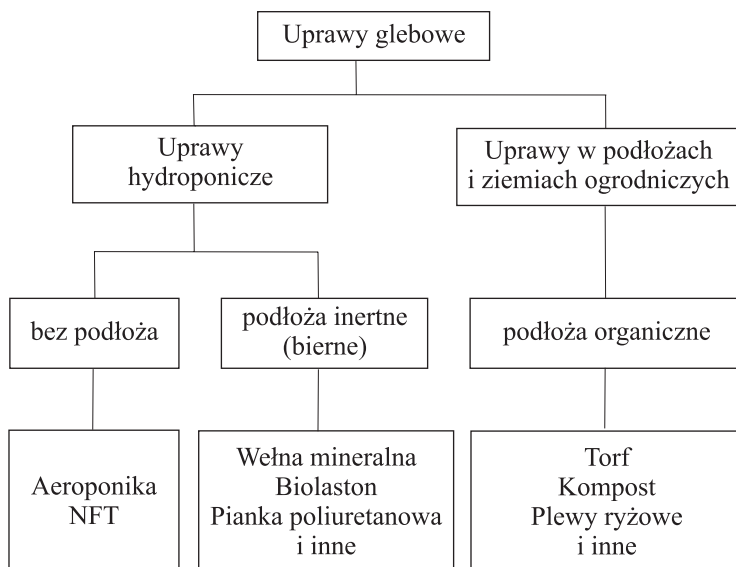 Uprawy glebowe
Uprawy
hydroponicze
Uprawy w podłożach
i ziemiach ogrodniczych
bez podłoża
podłoża inertne
(bierne)
podłoża organiczne
Aeroponika
NFT
Wełna mineralna
Biolaston
Pianka poliuretanowa
i inne
Torf
Kompost
Plewy ryżowe
i inne